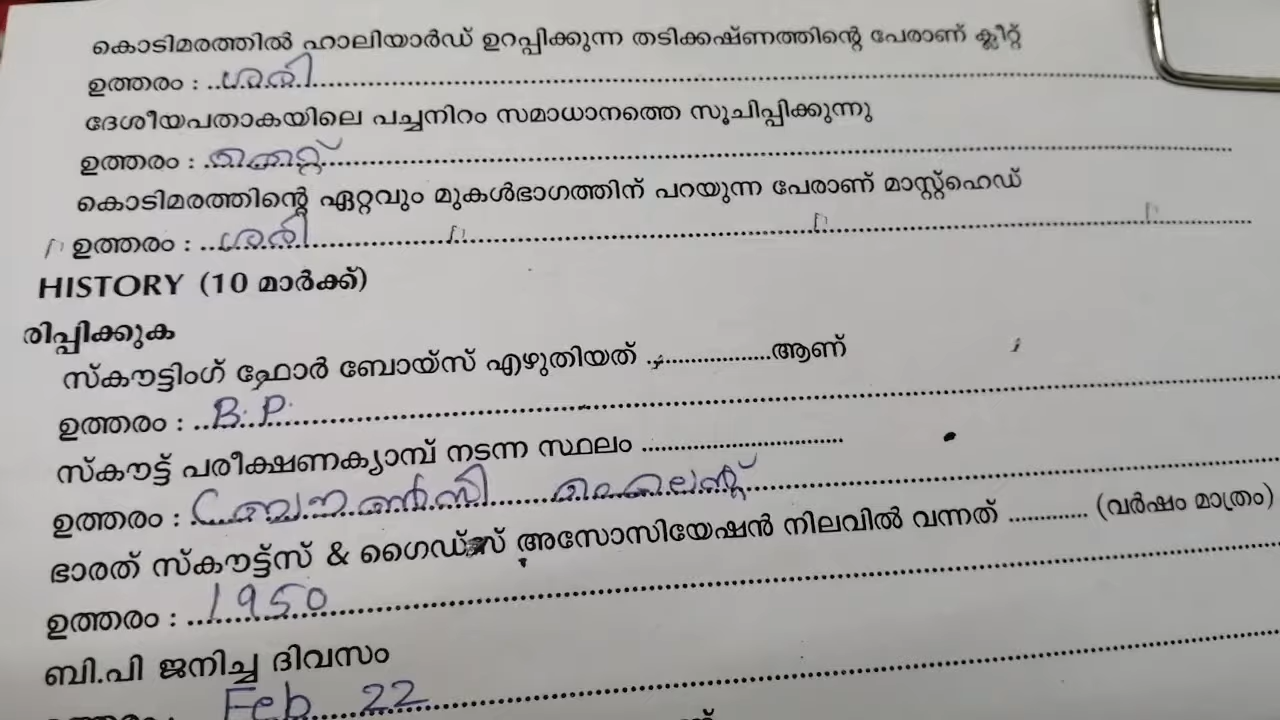 കൊടിമരത്തിൽ ഹാലിയാർഡ് ഉറപ്പിക്കുന്ന തടിക്കഷ്ണത്തിന്റെ പേരാണ് ക്ലീറ്റ്
ഉത്തരം : ശരി
ദേശീയപതാകയിലെ പച്ചനിറം സമാധാനത്തെ സൂചിപ്പിക്കുന്നു
ഉത്തരം : തെറ്റ്
കൊടിമരത്തിന്റെ ഏറ്റവും മുകൾഭാഗത്തിന് പറയുന്ന പേരാണ് മാസ്റ്റ്ഹെഡ്
ഉത്തരം : ശരി
HISTORY (10 മാർക്ക്)
രിപ്പിക്കുക
സ്കൗട്ടിംഗ് ഫോർ ബോയ്സ് എഴുതിയത് ....................ആണ്
ഉത്തരം : B.P.
സ്കൗട്ട് പരീക്ഷണക്യാമ്പ് നടന്ന സ്ഥലം ..............................
ഉത്തരം :
ഭാരത് സ്കൗട്ട്സ് & ഗൈഡ്സ് അസോസിയേഷൻ നിലവിൽ വന്നത് ............. (വർഷം മാത്രം)
ഉത്തരം : 1950
ബി.പി ജനിച്ച ദിവസം
Feb 22